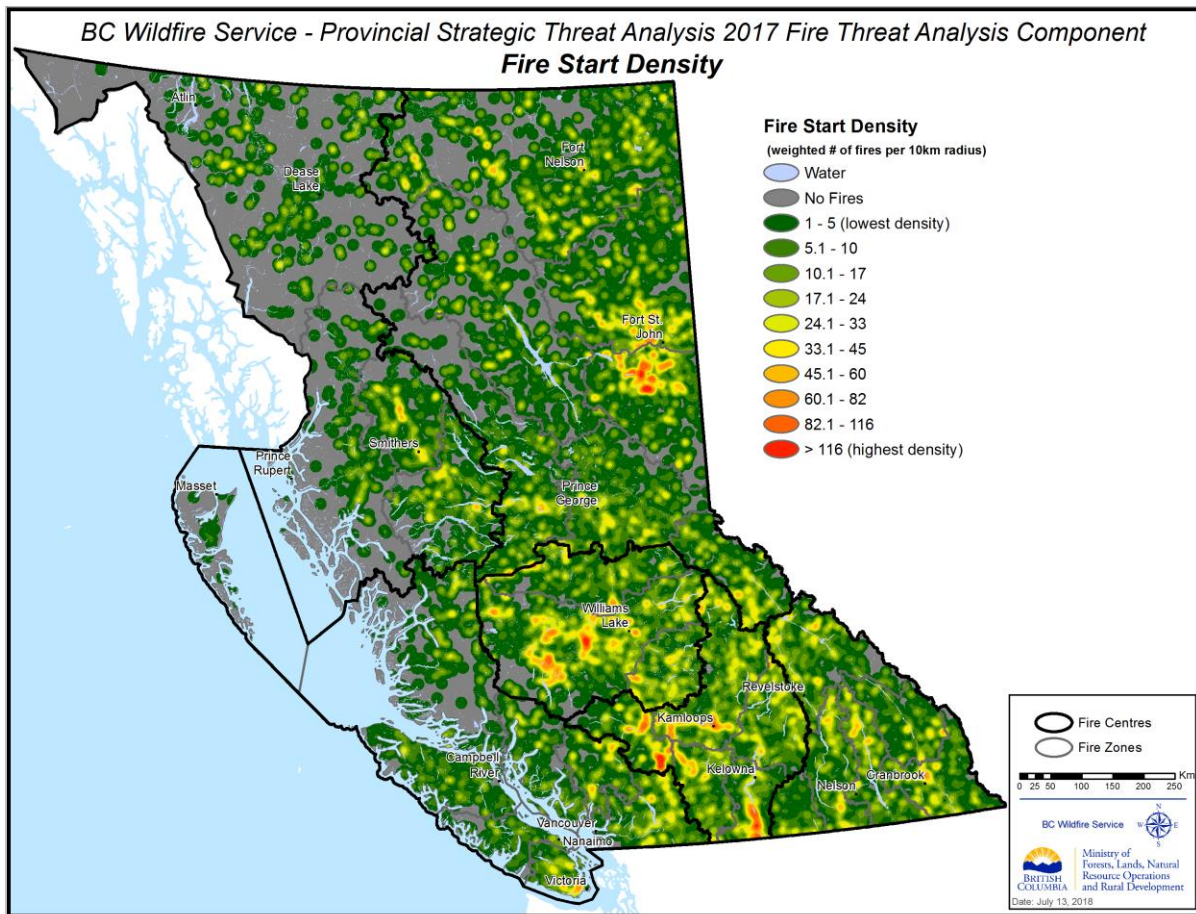 BC Wildfire Service - Provincial Strategic Threat Analysis 2017 Fire Threat Analysis Component
Fire Start Density
Atlin
Dease
Lake
Fort
Nelson
Fort St.
John
Smithers
Prince
Rupert
Masset
Prince
George
Williams
Lake
Revelstoke
Kamloops
Campbell
River
Kelowna
Nelson
Cranbrook
Vancouver
Nanaimo
Victoria
Fire Start Density
(weighted # of fires per 10km radius)
Water
No Fires
1 - 5 (lowest density)
5.1 - 10
10.1 - 17
17.1 - 24
24.1 - 33
33.1 - 45
45.1 - 60
60.1 - 82
82.1 - 116
> 116 (highest density)
Fire Centres
Fire Zones
Km
0 25 50 100 150 200 250
BC Wildfire Service
N
W E
S
BRITISH
COLUMBIA
Ministry of
Forests, Lands, Natural
Resource Operations
and Rural Development
Date: July 13, 2018